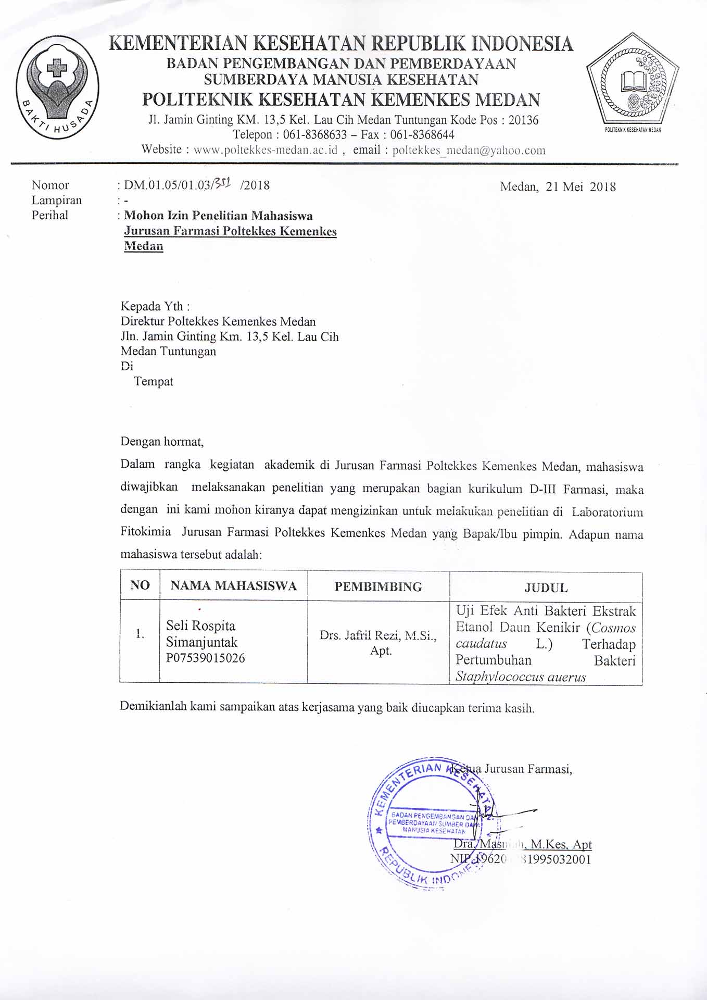 KEMENTERIAN KESEHATAN REPUBLIK INDONESIA
BADAN PENGEMBANGAN DAN PEMBERDAYAAN
SUMBERDAYA MANUSIA KESEHATAN
POLITEKNIK KESEHATAN KEMENKES MEDAN
Jl. Jamin Ginting KM. 13,5 Kel. Lau Cih Medan Tuntungan Kode Pos : 20136
Telepon : 061-8368633 – Fax : 061-8368644
Website : www.poltekkes-medan.ac.id , email : poltekkes_medan@yahoo.com
BAKTI HUSADA
POLITEKNIK KESEHATAN MEDAN
Nomor : DM.01.05/01.03/ /2018
Medan, 21 Mei 2018
Lampiran : -
Perihal : Mohon Izin Penelitian Mahasiswa
Jurusan Farmasi Poltekkes Kemenkes
Medan
Kepada Yth :
Direktur Poltekkes Kemenkes Medan
Jln. Jamin Ginting Km. 13,5 Kel. Lau Cih
Medan Tuntungan
Di
Tempat
Dengan hormat,
Dalam rangka kegiatan akademik di Jurusan Farmasi Poltekkes Kemenkes Medan, mahasiswa
diwajibkan melaksanakan penelitian yang merupakan bagian kurikulum D-III Farmasi, maka
dengan ini kami mohon kiranya dapat mengizinkan untuk melakukan penelitian di Laboratorium
Fitokimia Jurusan Farmasi Poltekkes Kemenkes Medan yang Bapak/Ibu pimpin. Adapun nama
mahasiswa tersebut adalah:
NO NAMA MAHASISWA PEMBIMBING JUDUL
1.
Seli Rospita
Simanjuntak
P07539015026
Drs. Jafril Rezi, M.Si.,
Apt.
Uji Efek Anti Bakteri Ekstrak
Etanol Daun Kenikir (Cosmos
caudatus L.) Terhadap
Pertumbuhan Bakteri
Staphylococcus auerus
Demikianlah kami sampaikan atas kerjasama yang baik diucapkan terima kasih.
Ketua Jurusan Farmasi,
KEMENTERIAN KESEHATAN
BADAN PENGEMBANGAN DAN
PEMBERDAYAAN SUMBER DAYA
MANUSIA KESEHATAN
REPUBLIK INDONESIA
Dra. M.Kes, Apt
NIP